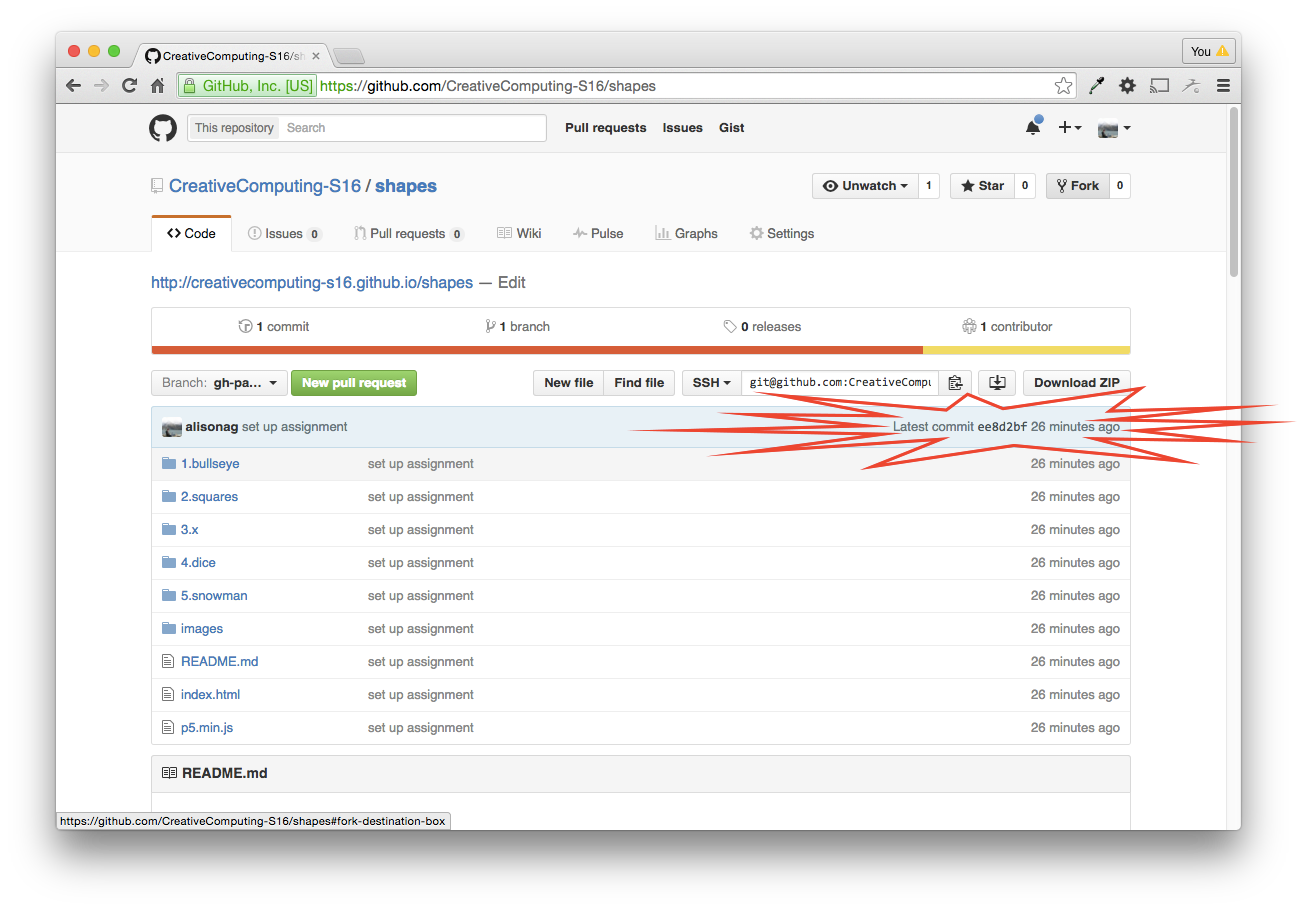 CreativeComputing-S16/sh
You
GitHub, Inc. [US] https://github.com/CreativeComputing-S16/shapes
This repository Search Pull requests Issues Gist
CreativeComputing-S16 / shapes Unwatch 1 Star 0 Fork 0
Code Issues 0 Pull requests 0 Wiki Pulse Graphs Settings
http://creativecomputing-s16.github.io/shapes — Edit
1 commit 1 branch 0 releases 1 contributor
Branch: gh-pa... New pull request New file Find file SSH git@github.com:CreativeCompu Download ZIP
alisonag set up assignment Latest commit ee8d2bf 26 minutes ago
1.bullseye set up assignment 26 minutes ago
2.squares set up assignment 26 minutes ago
3.x set up assignment 26 minutes ago
4.dice set up assignment 26 minutes ago
5.snowman set up assignment 26 minutes ago
images set up assignment 26 minutes ago
README.md set up assignment 26 minutes ago
index.html set up assignment 26 minutes ago
p5.min.js set up assignment 26 minutes ago
README.md
https://github.com/CreativeComputing-S16/shapes#fork-destination-box